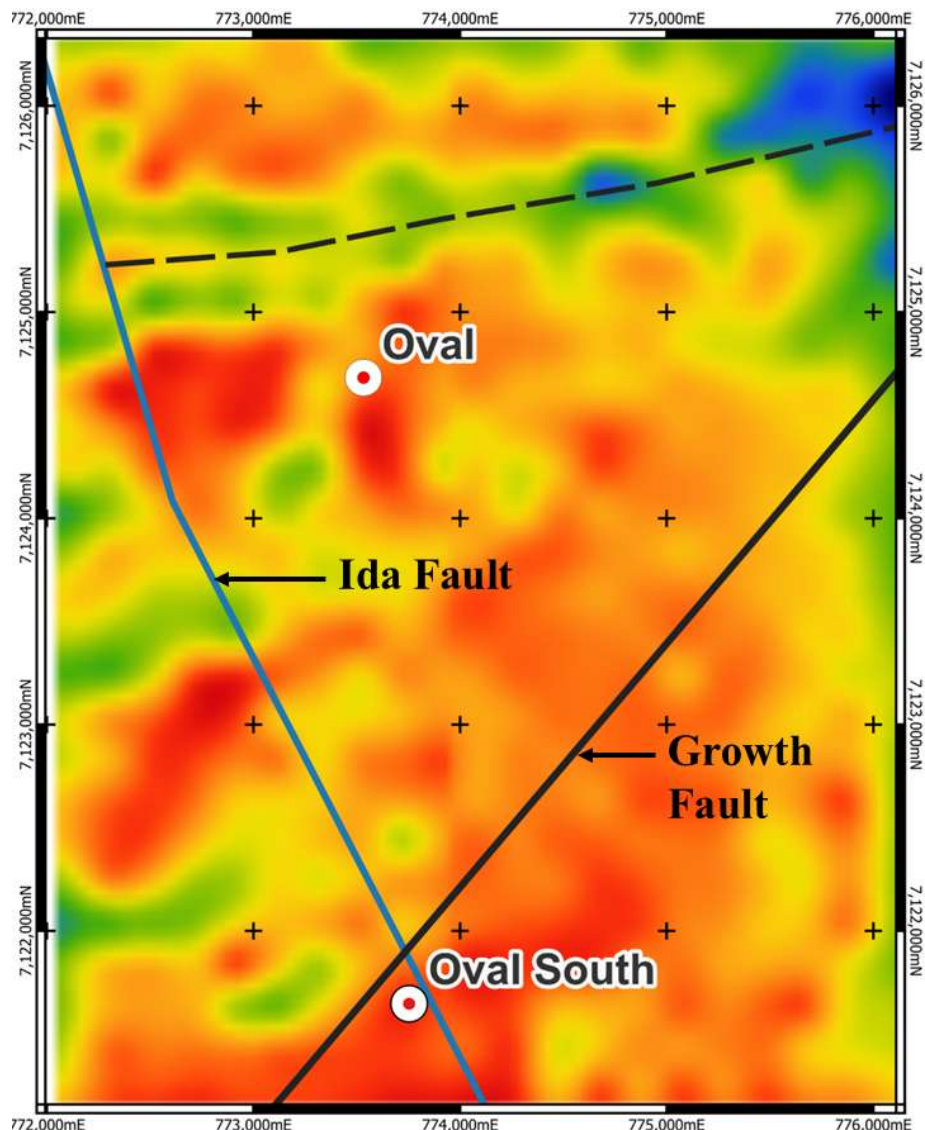 772,000mE 773,000mE 774,000mE 775,000mE 776,000mE
7,126,000mN 7,126,000mN
7,125,000mN 7,125,000mN
Oval
7,124,000mN 7,124,000mN
Ida Fault
7,123,000mN 7,123,000mN
Growth
Fault
7,122,000mN 7,122,000mN
Oval South
772,000mE 773,000mE 774,000mE 775,000mE 776,000mE